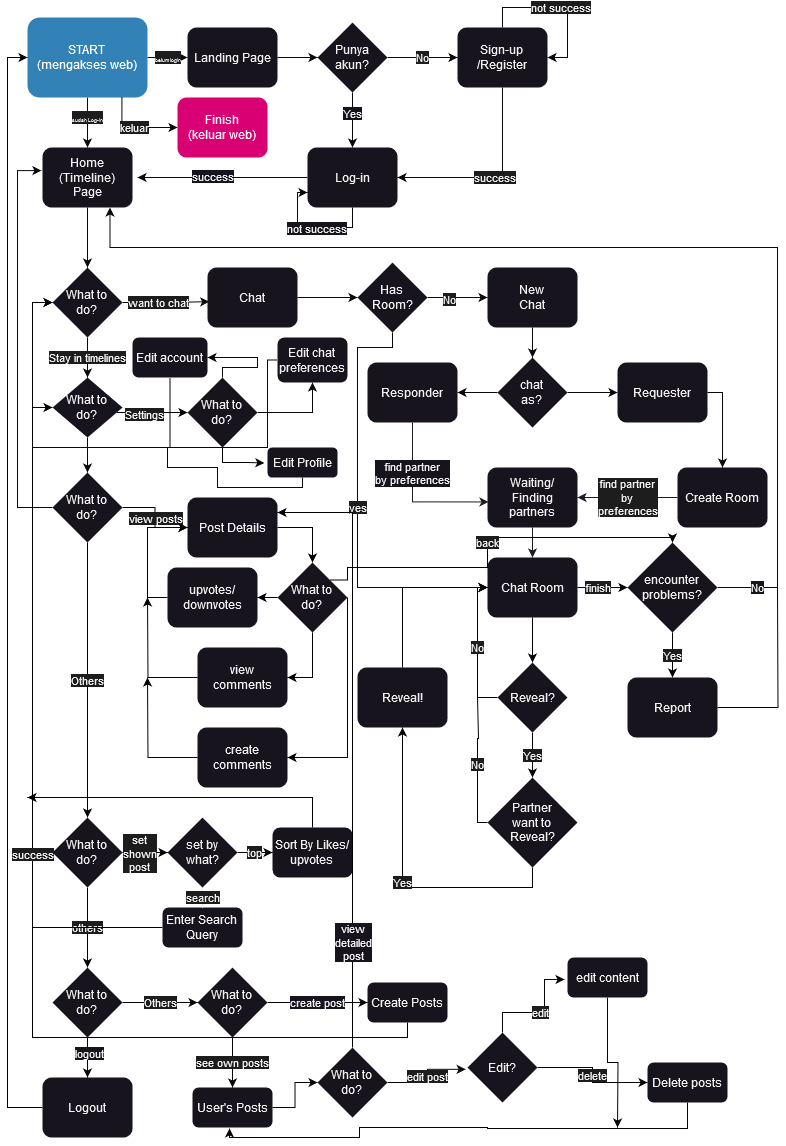 not success
START
(mengakses web)
belum login
Landing Page
Punya
akun?
No
Sign-up
/Register
sudah Log-in
keluar
Finish
(keluar web)
Yes
Home
(Timeline)
Page
success
Log-in
success
not success
What to
do?
want to chat
Chat
Has
Room?
No
New
Chat
Stay in timelines
Edit account
Edit chat
preferences
What to
do?
Settings
What to
do?
Responder
chat
as?
Requester
Edit Profile
find partner
by preferences
Waiting/
Finding
partners
find partner
by
preferences
Create Room
What to
do?
view posts
Post Details
yes
back
upvotes/
downvotes
What to
do?
Chat Room
finish
encounter
problems?
No
No
Yes
view
comments
Reveal!
Reveal?
Report
Others
create
comments
Yes
No
Partner
want to
Reveal?
success
What to
do?
set
shown
post
set by
what?
top
Sort By Likes/
upvotes
Yes
search
Enter Search
Query
others
view
detailed
post
What to
do?
Others
What to
do?
create post
Create Posts
edit content
edit
logout
see own posts
What to
do?
edit post
Edit?
delete
Delete posts
Logout
User's Posts